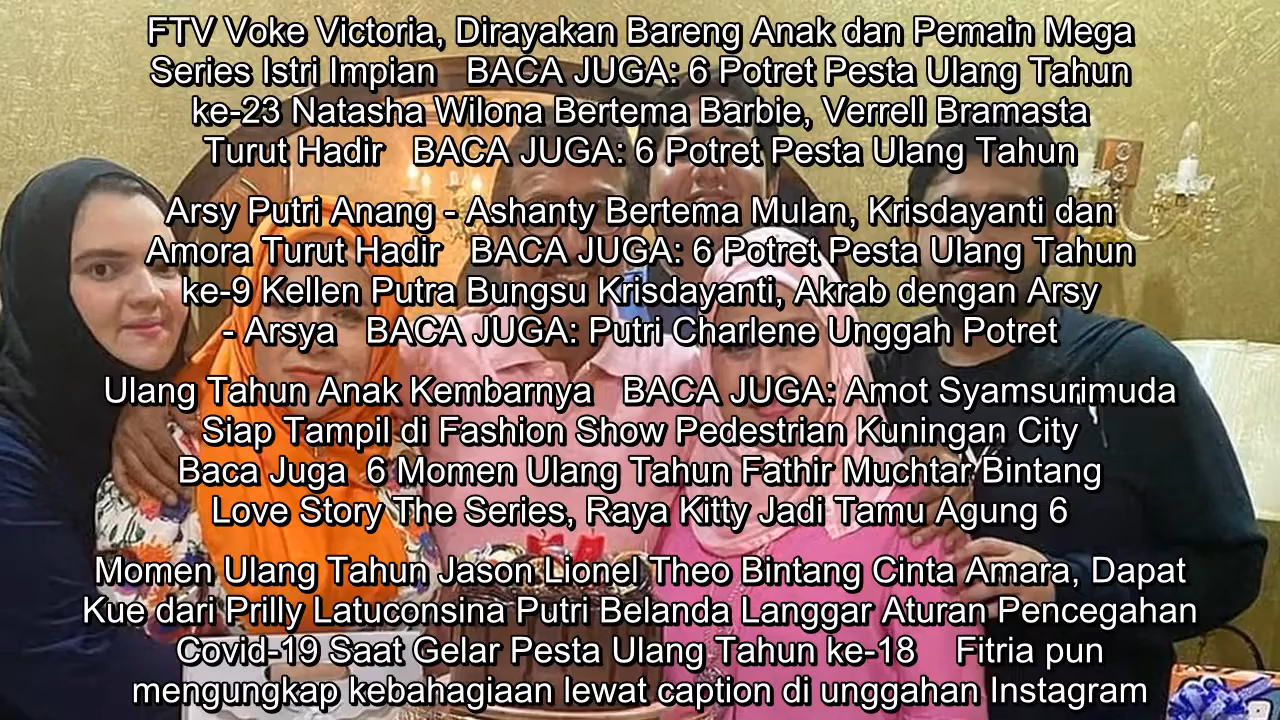 FTV Voke Victoria, Dirayakan Bareng Anak dan Pemain Mega
Series Istri Impian   BACA JUGA: 6 Potret Pesta Ulang Tahun
ke-23 Natasha Wilona Bertema Barbie, Verrell Bramasta
Turut Hadir   BACA JUGA: 6 Potret Pesta Ulang Tahun
Arsy Putri Anang - Ashanty Bertema Mulan, Krisdayanti dan
Amora Turut Hadir   BACA JUGA: 6 Potret Pesta Ulang Tahun
ke-9 Kellen Putra Bungsu Krisdayanti, Akrab dengan Arsy
- Arsya   BACA JUGA: Putri Charlene Unggah Potret
Ulang Tahun Anak Kembarnya   BACA JUGA: Amot Syamsurimuda
Siap Tampil di Fashion Show Pedestrian Kuningan City
Baca Juga  6 Momen Ulang Tahun Fathir Muchtar Bintang
Love Story The Series, Raya Kitty Jadi Tamu Agung 6
Momen Ulang Tahun Jason Lionel Theo Bintang Cinta Amara, Dapat
Kue dari Prilly Latuconsina Putri Belanda Langgar Aturan Pencegahan
Covid-19 Saat Gelar Pesta Ulang Tahun ke-18    Fitria pun
mengungkap kebahagiaan lewat caption di unggahan Instagram